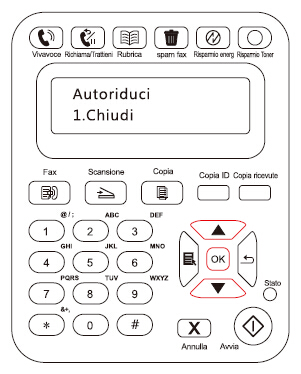 Vivavoce Richiama/Trattieni Rubrica spam fax Risparmio energ Risparmio Toner
Autoriduci
1.Chiudi
Fax Scansione Copia Copia ID Copia ricevute
@ / : ABC DEF
1 2 3
GHI JKL MNO
4 5 6
OK
PQRS TUV WXYZ
7 8 9
Stato
&+,
* 0 #
X
Annulla Avvia